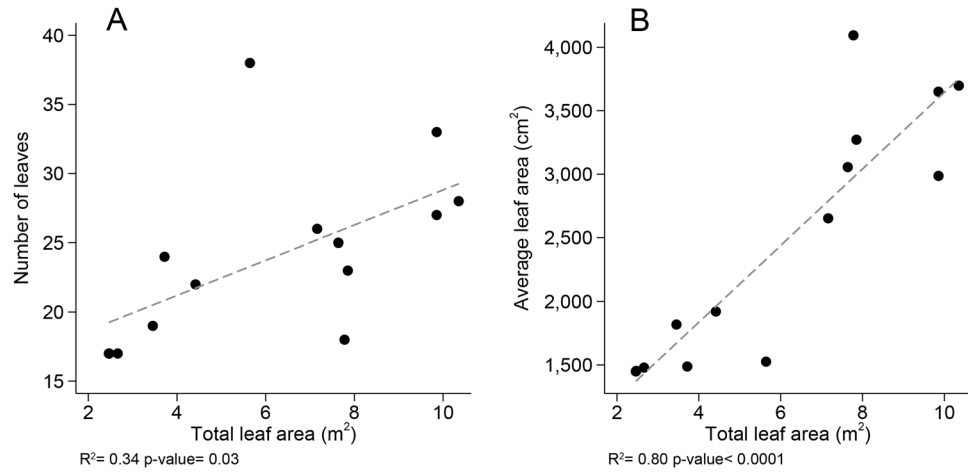 A
Number of leaves
40
35
30
25
20
15
2 4 6 8 10
Total leaf area (m²)
R²= 0.34 p-value= 0.03
B
Average leaf area (cm²)
4,000
3,500
3,000
2,500
2,000
1,500
2 4 6 8 10
Total leaf area (m²)
R²= 0.80 p-value< 0.0001